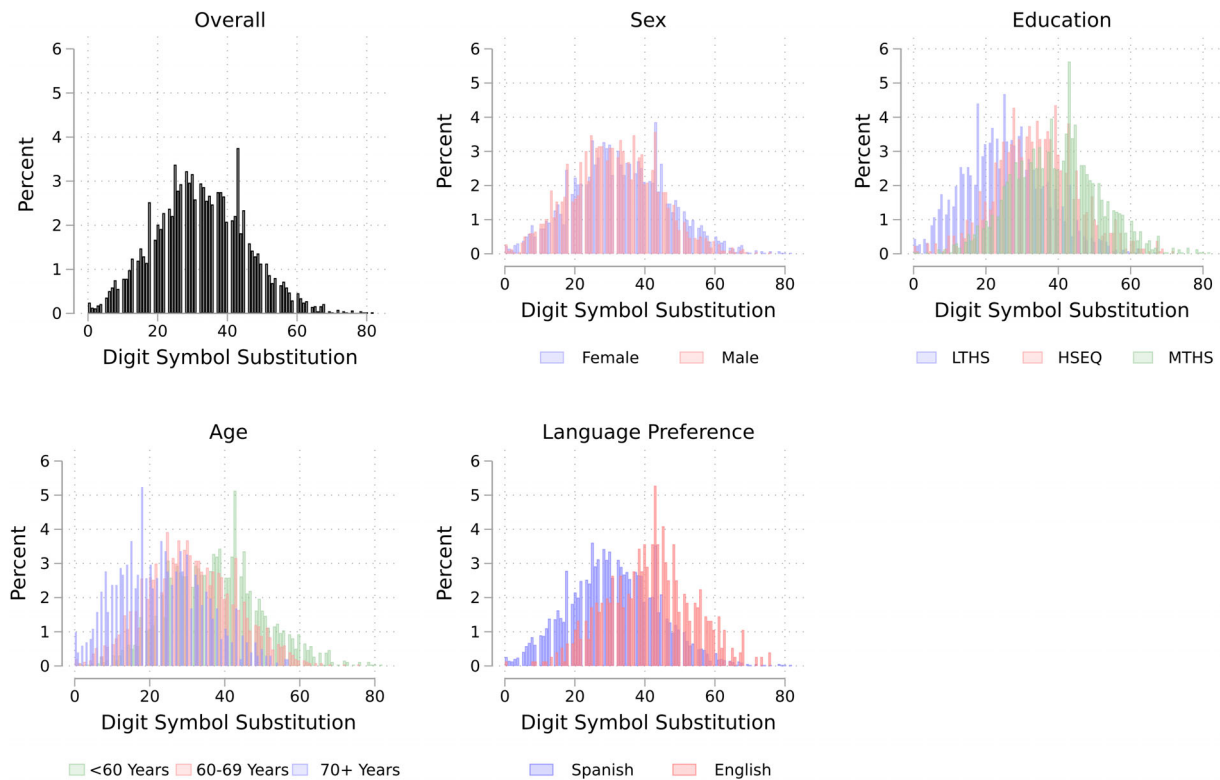 Overall
Percent
6
5
4
3
2
1
0
0 20 40 60 80
Digit Symbol Substitution
Sex
Percent
6
5
4
3
2
1
0
0 20 40 60 80
Digit Symbol Substitution
Female Male
Education
Percent
6
5
4
3
2
1
0
0 20 40 60 80
Digit Symbol Substitution
LTHS HSEQ MTHS
Age
Percent
6
5
4
3
2
1
0
0 20 40 60 80
Digit Symbol Substitution
<60 Years 60-69 Years 70+ Years
Language Preference
Percent
6
5
4
3
2
1
0
0 20 40 60 80
Digit Symbol Substitution
Spanish English